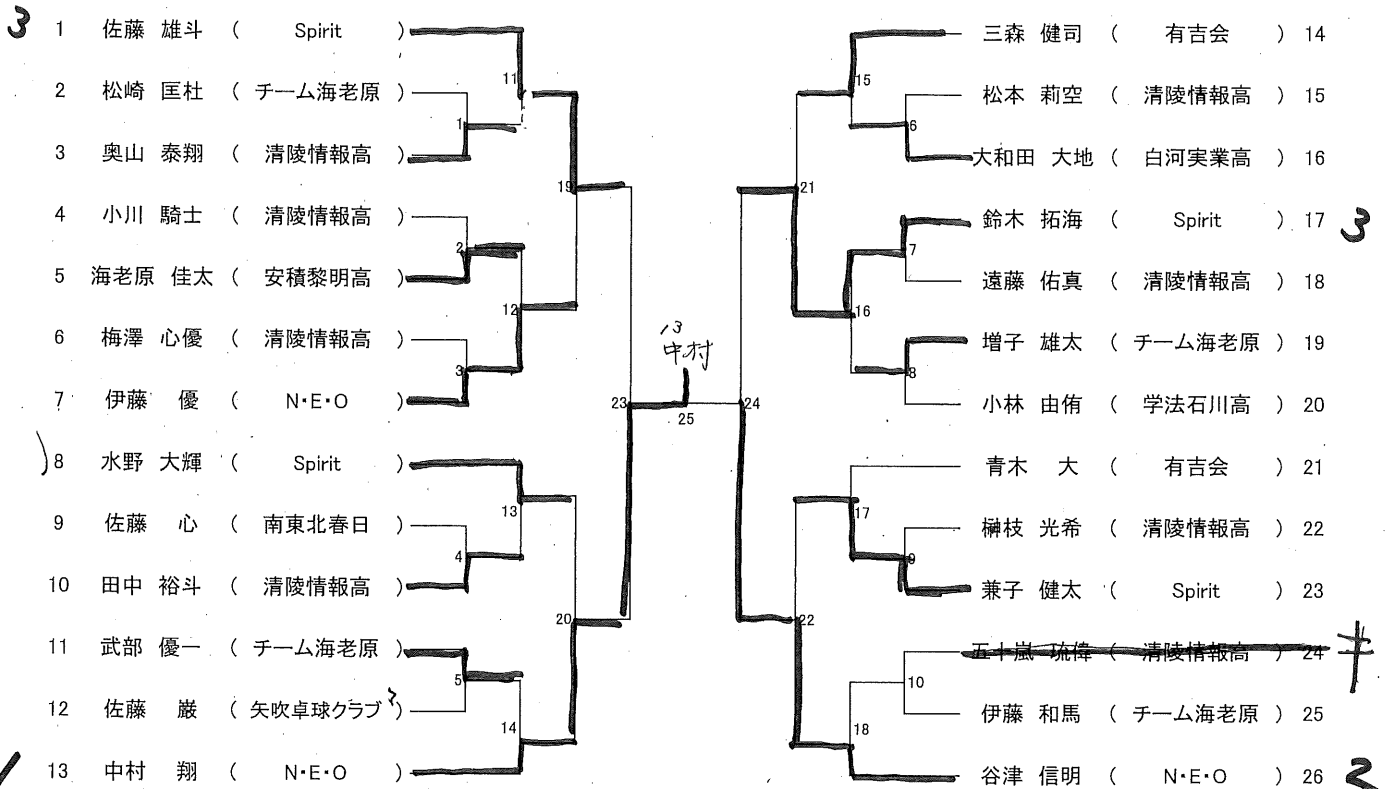 3 1 佐藤 雄斗 ( Spirit )
2 松崎 匡杜 ( チーム海老原 )
3 奥山 泰翔 ( 清陵情報高 )
4 小川 騎士 ( 清陵情報高 )
5 海老原 佳太 ( 安積黎明高 )
6 梅澤 心優 ( 清陵情報高 )
7 伊藤 優 ( N・E・O )
8 水野 大輝 ( Spirit )
9 佐藤 心 ( 南東北春日 )
10 田中 裕斗 ( 清陵情報高 )
11 武部 優一 ( チーム海老原 )
12 佐藤 巌 ( 矢吹卓球クラブ )
1 13 中村 翔 ( N・E・O )
11
1
19
2
12
3
23
13
4
20
5
14
13
中村
25
三森 健司 ( 有吉会 ) 14
松本 莉空 ( 清陵情報高 ) 15
大和田 大地 ( 白河実業高 ) 16
鈴木 拓海 ( Spirit ) 17 3
遠藤 佑真 ( 清陵情報高 ) 18
増子 雄太 ( チーム海老原 ) 19
小林 由侑 ( 学法石川高 ) 20
青木 大 ( 有吉会 ) 21
榊枝 光希 ( 清陵情報高 ) 22
兼子 健太 ( Spirit ) 23
五十嵐 琉偉 ( 清陵情報高 ) 24
伊藤 和馬 ( チーム海老原 ) 25
谷津 信明 ( N・E・O ) 26 2
15
6
21
7
16
8
24
17
9
22
10
18